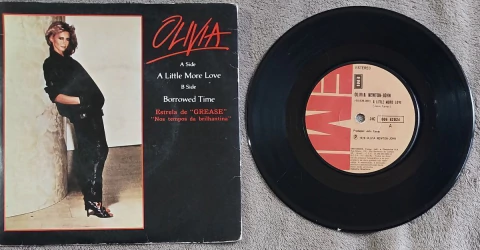 OLIVIA
A Side
A Little More Love
B Side
Borrowed Time
Estrela de "GREASE"
"Nos tempos da brilhantina"
EMI
STEREO
OLIVIA NEWTON-JOHN
A LITTLE MORE LOVE
A